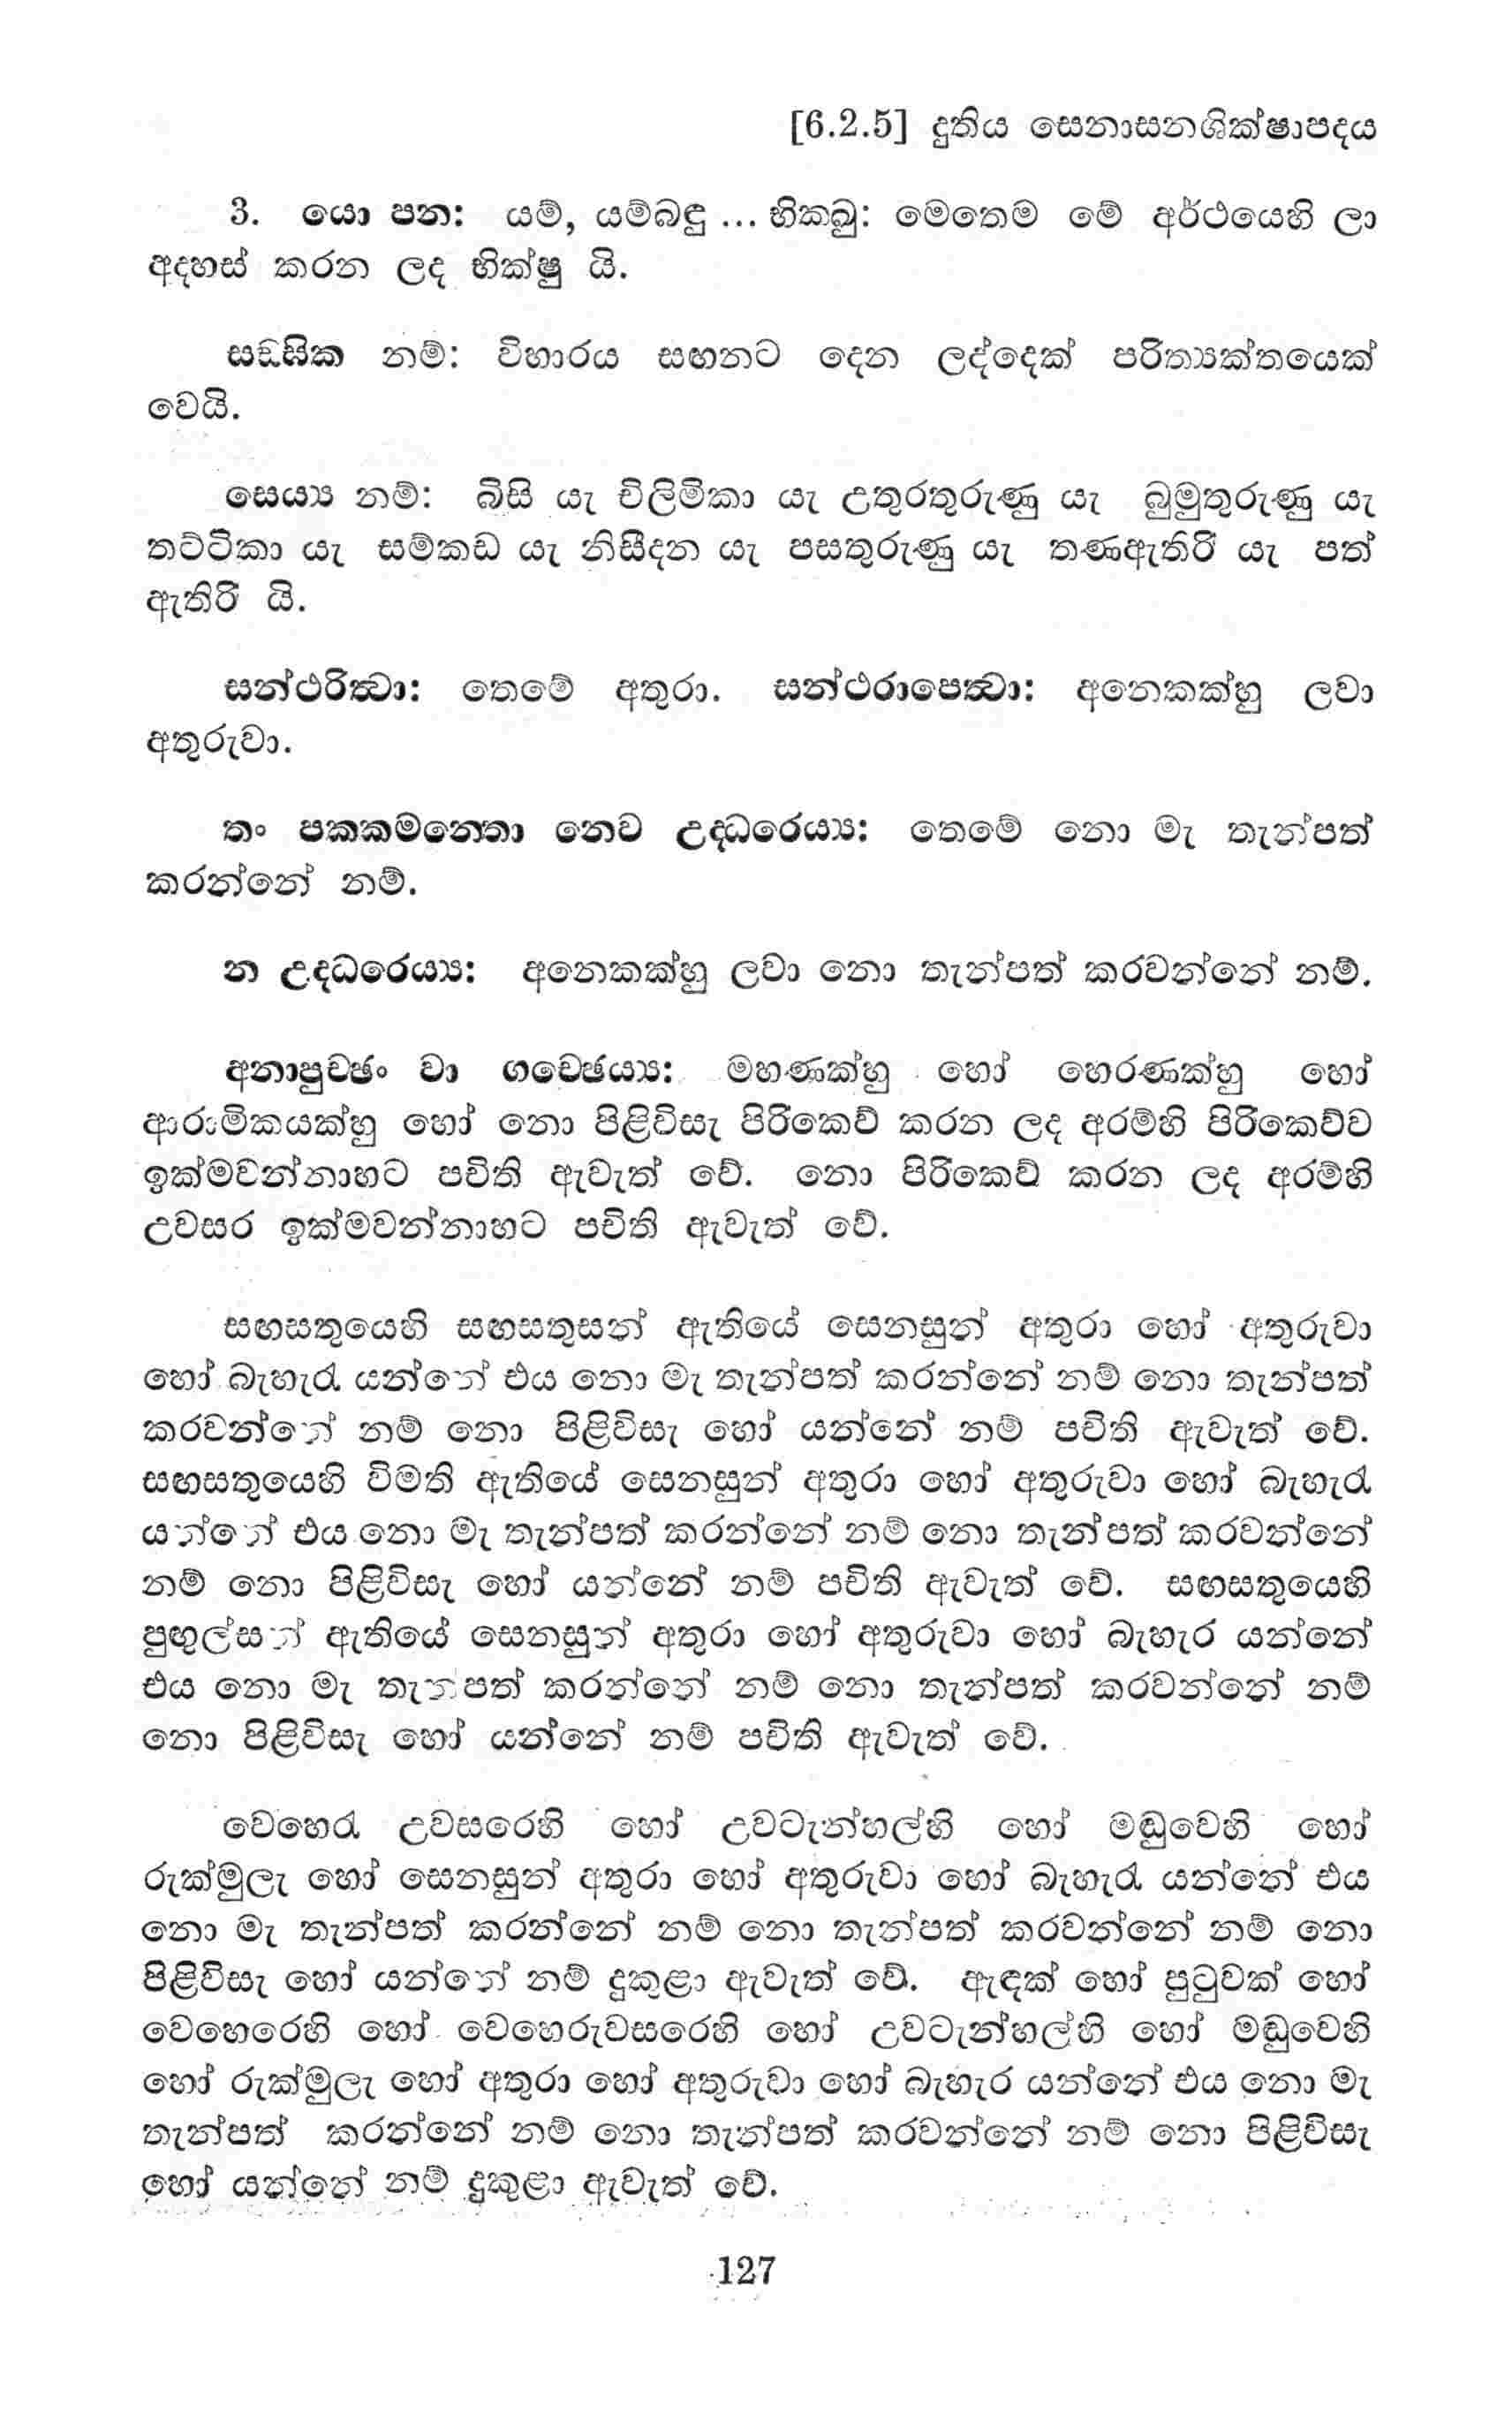 [6.2.5] දුතිය සෙනාසනශික්ෂාපදය
3. යො පන: යම්, යම්බඳු ... භිකඛු: මෙතෙම මේ අර්ථයෙහි ලා
අදහස් කරන ලද භික්ෂු යි.
සඞ්ඝික නම්: විහාරය සඟනට දෙන ලද්දෙක් පරිත්‍යක්තයෙක්
වෙයි.
සෙය්‍ය නම්: බිසි යැ චිලිමිකා යැ උතුරතුරුණු යැ බුමුතුරුණු යැ
තට්ටිකා යැ සම්කඩ යැ නිසීදන යැ පසතුරුණු යැ තණඇතිරි යැ පත්
ඇතිරි යි.
සන්ථරිත්‍වා: තෙමේ අතුරා. සන්ථරාපෙත්‍වා: අනෙකක්හු ලවා
අතුරුවා.
තං පකකමනෙතා නෙව උද්‍ධරෙය්‍ය: තෙමේ නො මැ තැන්පත්
කරන්නේ නම්.
න උදධරෙය්‍ය: අනෙකක්හු ලවා නො තැන්පත් කරවන්නේ නම්.
අනාපුච්ඡං වා ගච්ඡෙය්‍ය: මහණක්හු හෝ හෙරණක්හු හෝ
ආරාමිකයක්හු හෝ නො පිළිවිසැ පිරිකෙව් කරන ලද අරම්හි පිරිකෙව්ව
ඉක්මවන්නාහට පචිති ඇවැත් වේ. නො පිරිකෙව් කරන ලද අරම්හි
උවසර ඉක්මවන්නාහට පචිති ඇවැත් වේ.
සඟසතුයෙහි සඟසතුසන් ඇතියේ සෙනසුන් අතුරා හෝ අතුරුවා
හෝ බැහැරැ යන්නේ එය නො මැ තැන්පත් කරන්නේ නම් නො තැන්පත්
කරවන්නේ නම් නො පිළිවිසැ හෝ යන්නේ නම් පචිති ඇවැත් වේ.
සඟසතුයෙහි විමති ඇතියේ සෙනසුන් අතුරා හෝ අතුරුවා හෝ බැහැරැ
යන්නේ එය නො මැ තැන්පත් කරන්නේ නම් නො තැන්පත් කරවන්නේ
නම් නො පිළිවිසැ හෝ යන්නේ නම් පචිති ඇවැත් වේ. සඟසතුයෙහි
පුඟුල්සන් ඇතියේ සෙනසුන් අතුරා හෝ අතුරුවා හෝ බැහැර යන්නේ
එය නො මැ තැන්පත් කරන්නේ නම් නො තැන්පත් කරවන්නේ නම්
නො පිළිවිසැ හෝ යන්නේ නම් පචිති ඇවැත් වේ.
වෙහෙරැ උවසරෙහි හෝ උවටැන්හල්හි හෝ මඬුවෙහි හෝ
රුක්මුලැ හෝ සෙනසුන් අතුරා හෝ අතුරුවා හෝ බැහැරැ යන්නේ එය
නො මැ තැන්පත් කරන්නේ නම් නො තැන්පත් කරවන්නේ නම් නො
පිළිවිසැ හෝ යන්නේ නම් දුකුළා ඇවැත් වේ. ඇඳක් හෝ පුටුවක් හෝ
වෙහෙරෙහි හෝ වෙහෙරුවසරෙහි හෝ උවටැන්හල්හි හෝ මඬුවෙහි
හෝ රුක්මුලැ හෝ අතුරා හෝ අතුරුවා හෝ බැහැර යන්නේ එය නො මැ
තැන්පත් කරන්නේ නම් නො තැන්පත් කරවන්නේ නම් නො පිළිවිසැ
හෝ යන්නේ නම් දුකුළා ඇවැත් වේ.
127